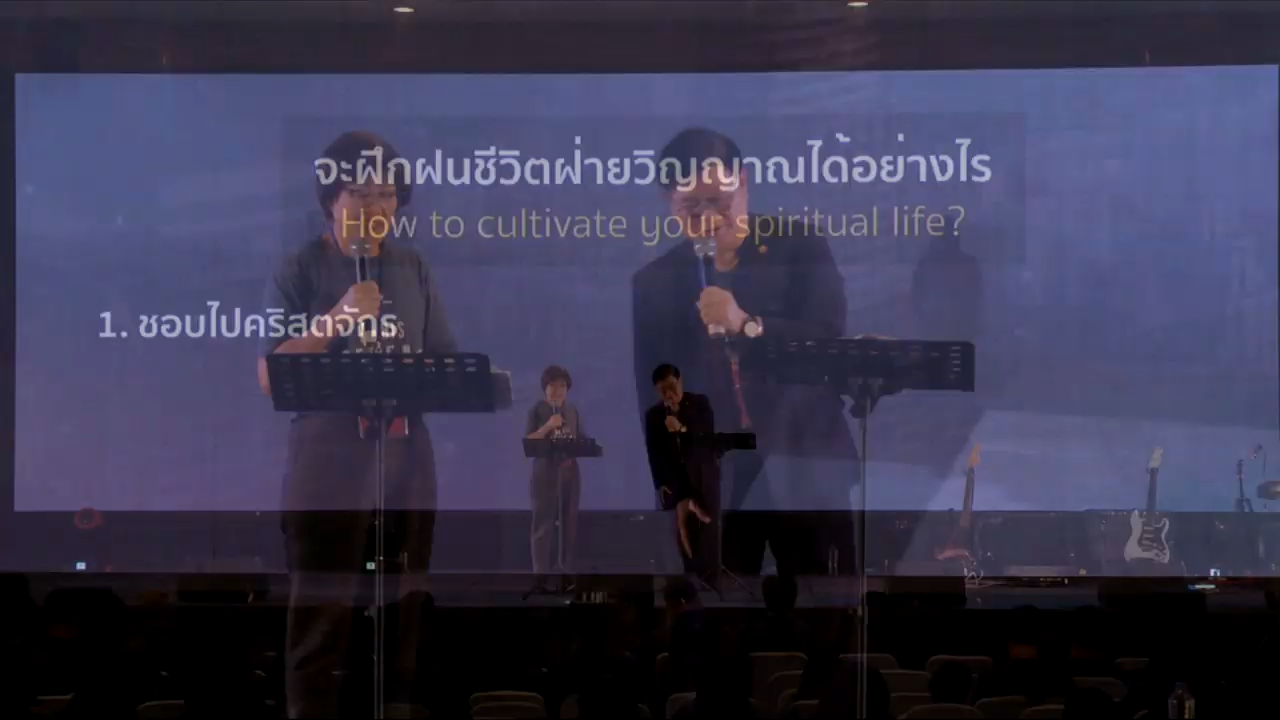 จะฝึกฝนชีวิตฝ่ายวิญญาณได้อย่างไร
How to cultivate your spiritual life?
1. ชอบไปคริสตจักร